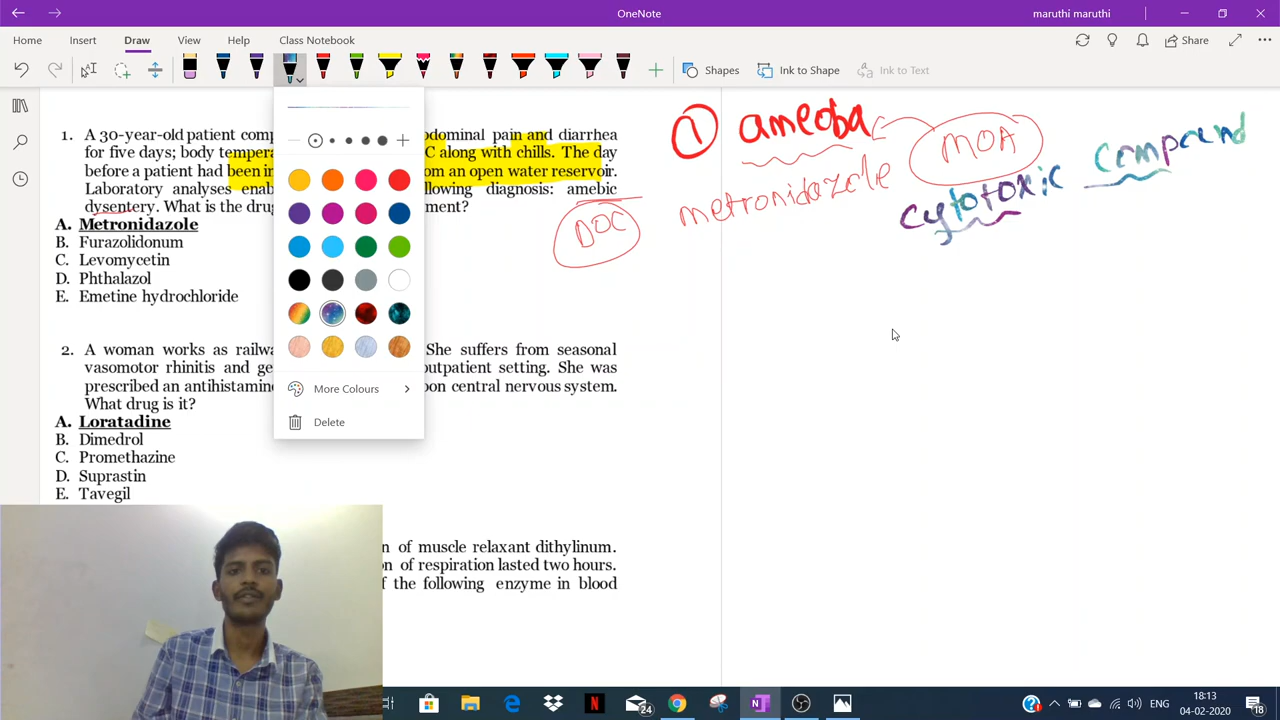 OneNote
maruthi maruthi
Home Insert Draw View Help Class Notebook
Share
Shapes Ink to Shape Ink to Text
1. A 30-year-old patient comp dominal pain and diarrhea
for five days; body tempera C along with chills. The day
before a patient had been in om an open water reservoir.
Laboratory analyses enab llowing diagnosis: amebic
dysentery. What is the drug ment?
A. Metronidazole
B. Furazolidonum
C. Levomycetin
D. Phthalazol
E. Emetine hydrochloride
2. A woman works as railwa She suffers from seasonal
vasomotor rhinitis and ge outpatient setting. She was
prescribed an antihistamine pon central nervous system.
What drug is it?
A. Loratadine
B. Dimedrol
C. Promethazine
D. Suprastin
E. Tavegil
n of muscle relaxant dithylinum.
on of respiration lasted two hours.
f the following enzyme in blood
More Colours
Delete
1 ameoba
MOA
compound
metronidazole
cytotoxic
DOC
24
ENG
18:13
04-02-2020
18